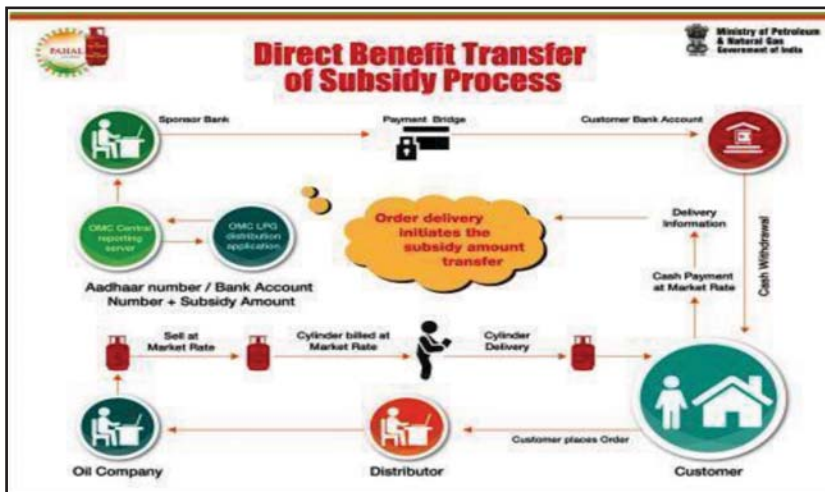 PAHAL
Direct Benefit Transfer
of Subsidy Process
Ministry of Petroleum
& Natural Gas
Government of India
Sponsor Bank
Payment Bridge
Customer Bank Account
OMC Central
reporting
server
OMC LPG
distribution
application
Order delivery
initiates the
subsidy amount
transfer
Delivery
Information
Cash Payment
at Market Rate
Cash Withdrawal
Aadhaar number / Bank Account
Number + Subsidy Amount
Sell at
Market Rate
Cylinder billed at
Market Rate
Cylinder
Delivery
Customer places Order
Oil Company
Distributor
Customer